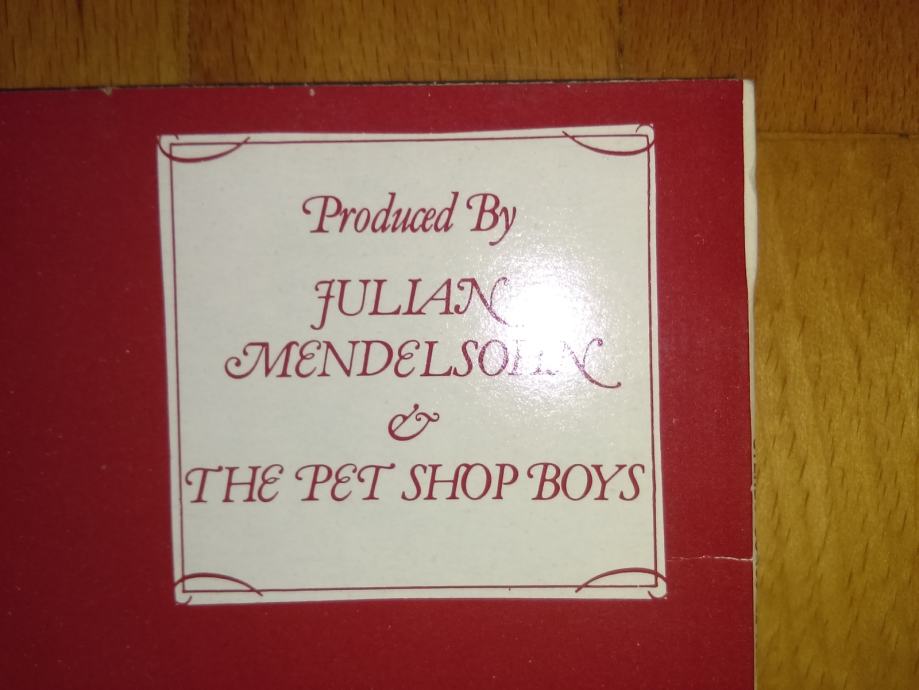 Produced By
JULIAN
MENDELSOHN
&
THE PET SHOP BOYS